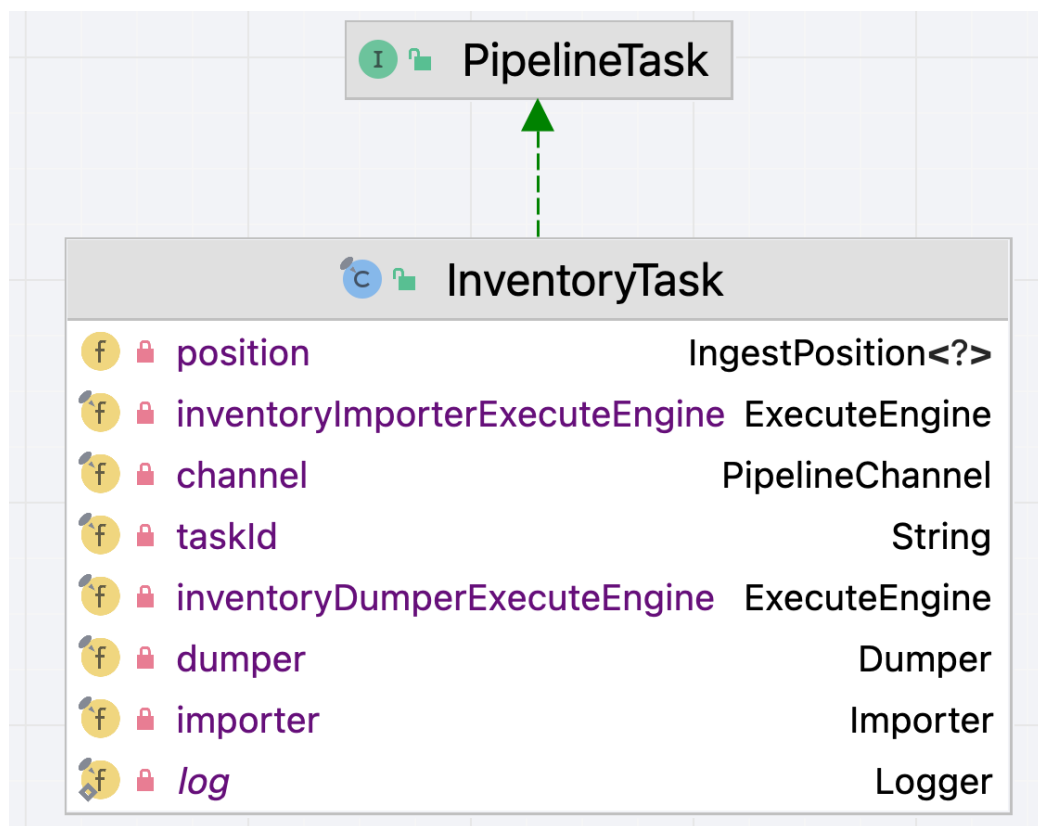 I PipelineTask
C InventoryTask
f position IngestPosition<?>
f inventoryImporterExecuteEngine ExecuteEngine
f channel PipelineChannel
f taskId String
f inventoryDumperExecuteEngine ExecuteEngine
f dumper Dumper
f importer Importer
f log Logger